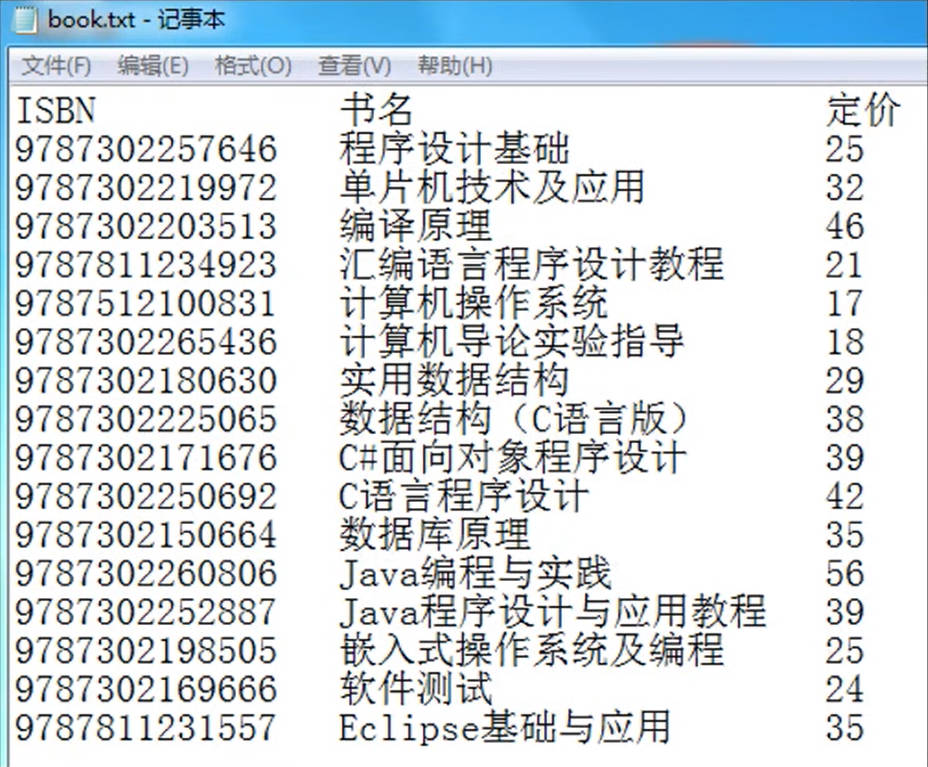 book.txt - 记事本
文件(F) 编辑(E) 格式(O) 查看(V) 帮助(H)
ISBN 书名 定价
9787302257646 程序设计基础 25
9787302219972 单片机技术及应用 32
9787302203513 编译原理 46
9787811234923 汇编语言程序设计教程 21
9787512100831 计算机操作系统 17
9787302265436 计算机导论实验指导 18
9787302180630 实用数据结构 29
9787302225065 数据结构（C语言版） 38
9787302171676 C#面向对象程序设计 39
9787302250692 C语言程序设计 42
9787302150664 数据库原理 35
9787302260806 Java编程与实践 56
9787302252887 Java程序设计与应用教程 39
9787302198505 嵌入式操作系统及编程 25
9787302169666 软件测试 24
9787811231557 Eclipse基础与应用 35